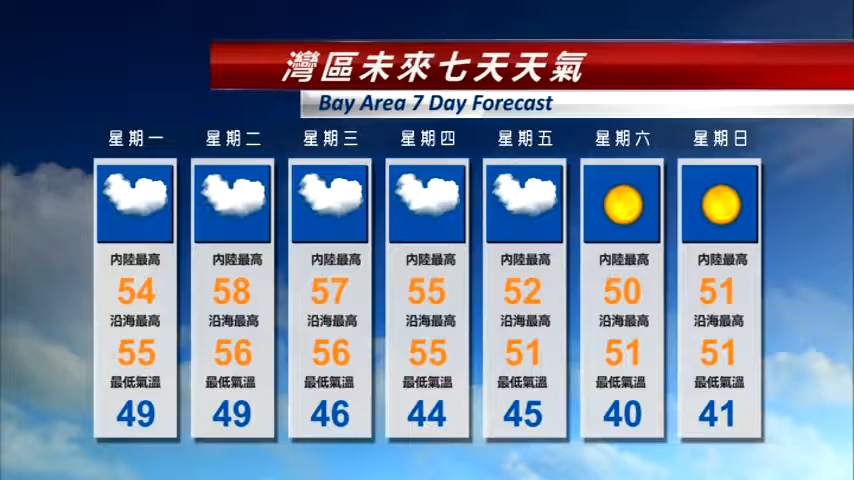 灣區未來七天天氣
Bay Area 7 Day Forecast
星期一 星期二 星期三 星期四 星期五 星期六 星期日
內陸最高 內陸最高 內陸最高 內陸最高 內陸最高 內陸最高 內陸最高
54 58 57 55 52 50 51
沿海最高 沿海最高 沿海最高 沿海最高 沿海最高 沿海最高 沿海最高
55 56 56 55 51 51 51
最低氣溫 最低氣溫 最低氣溫 最低氣溫 最低氣溫 最低氣溫 最低氣溫
49 49 46 44 45 40 41